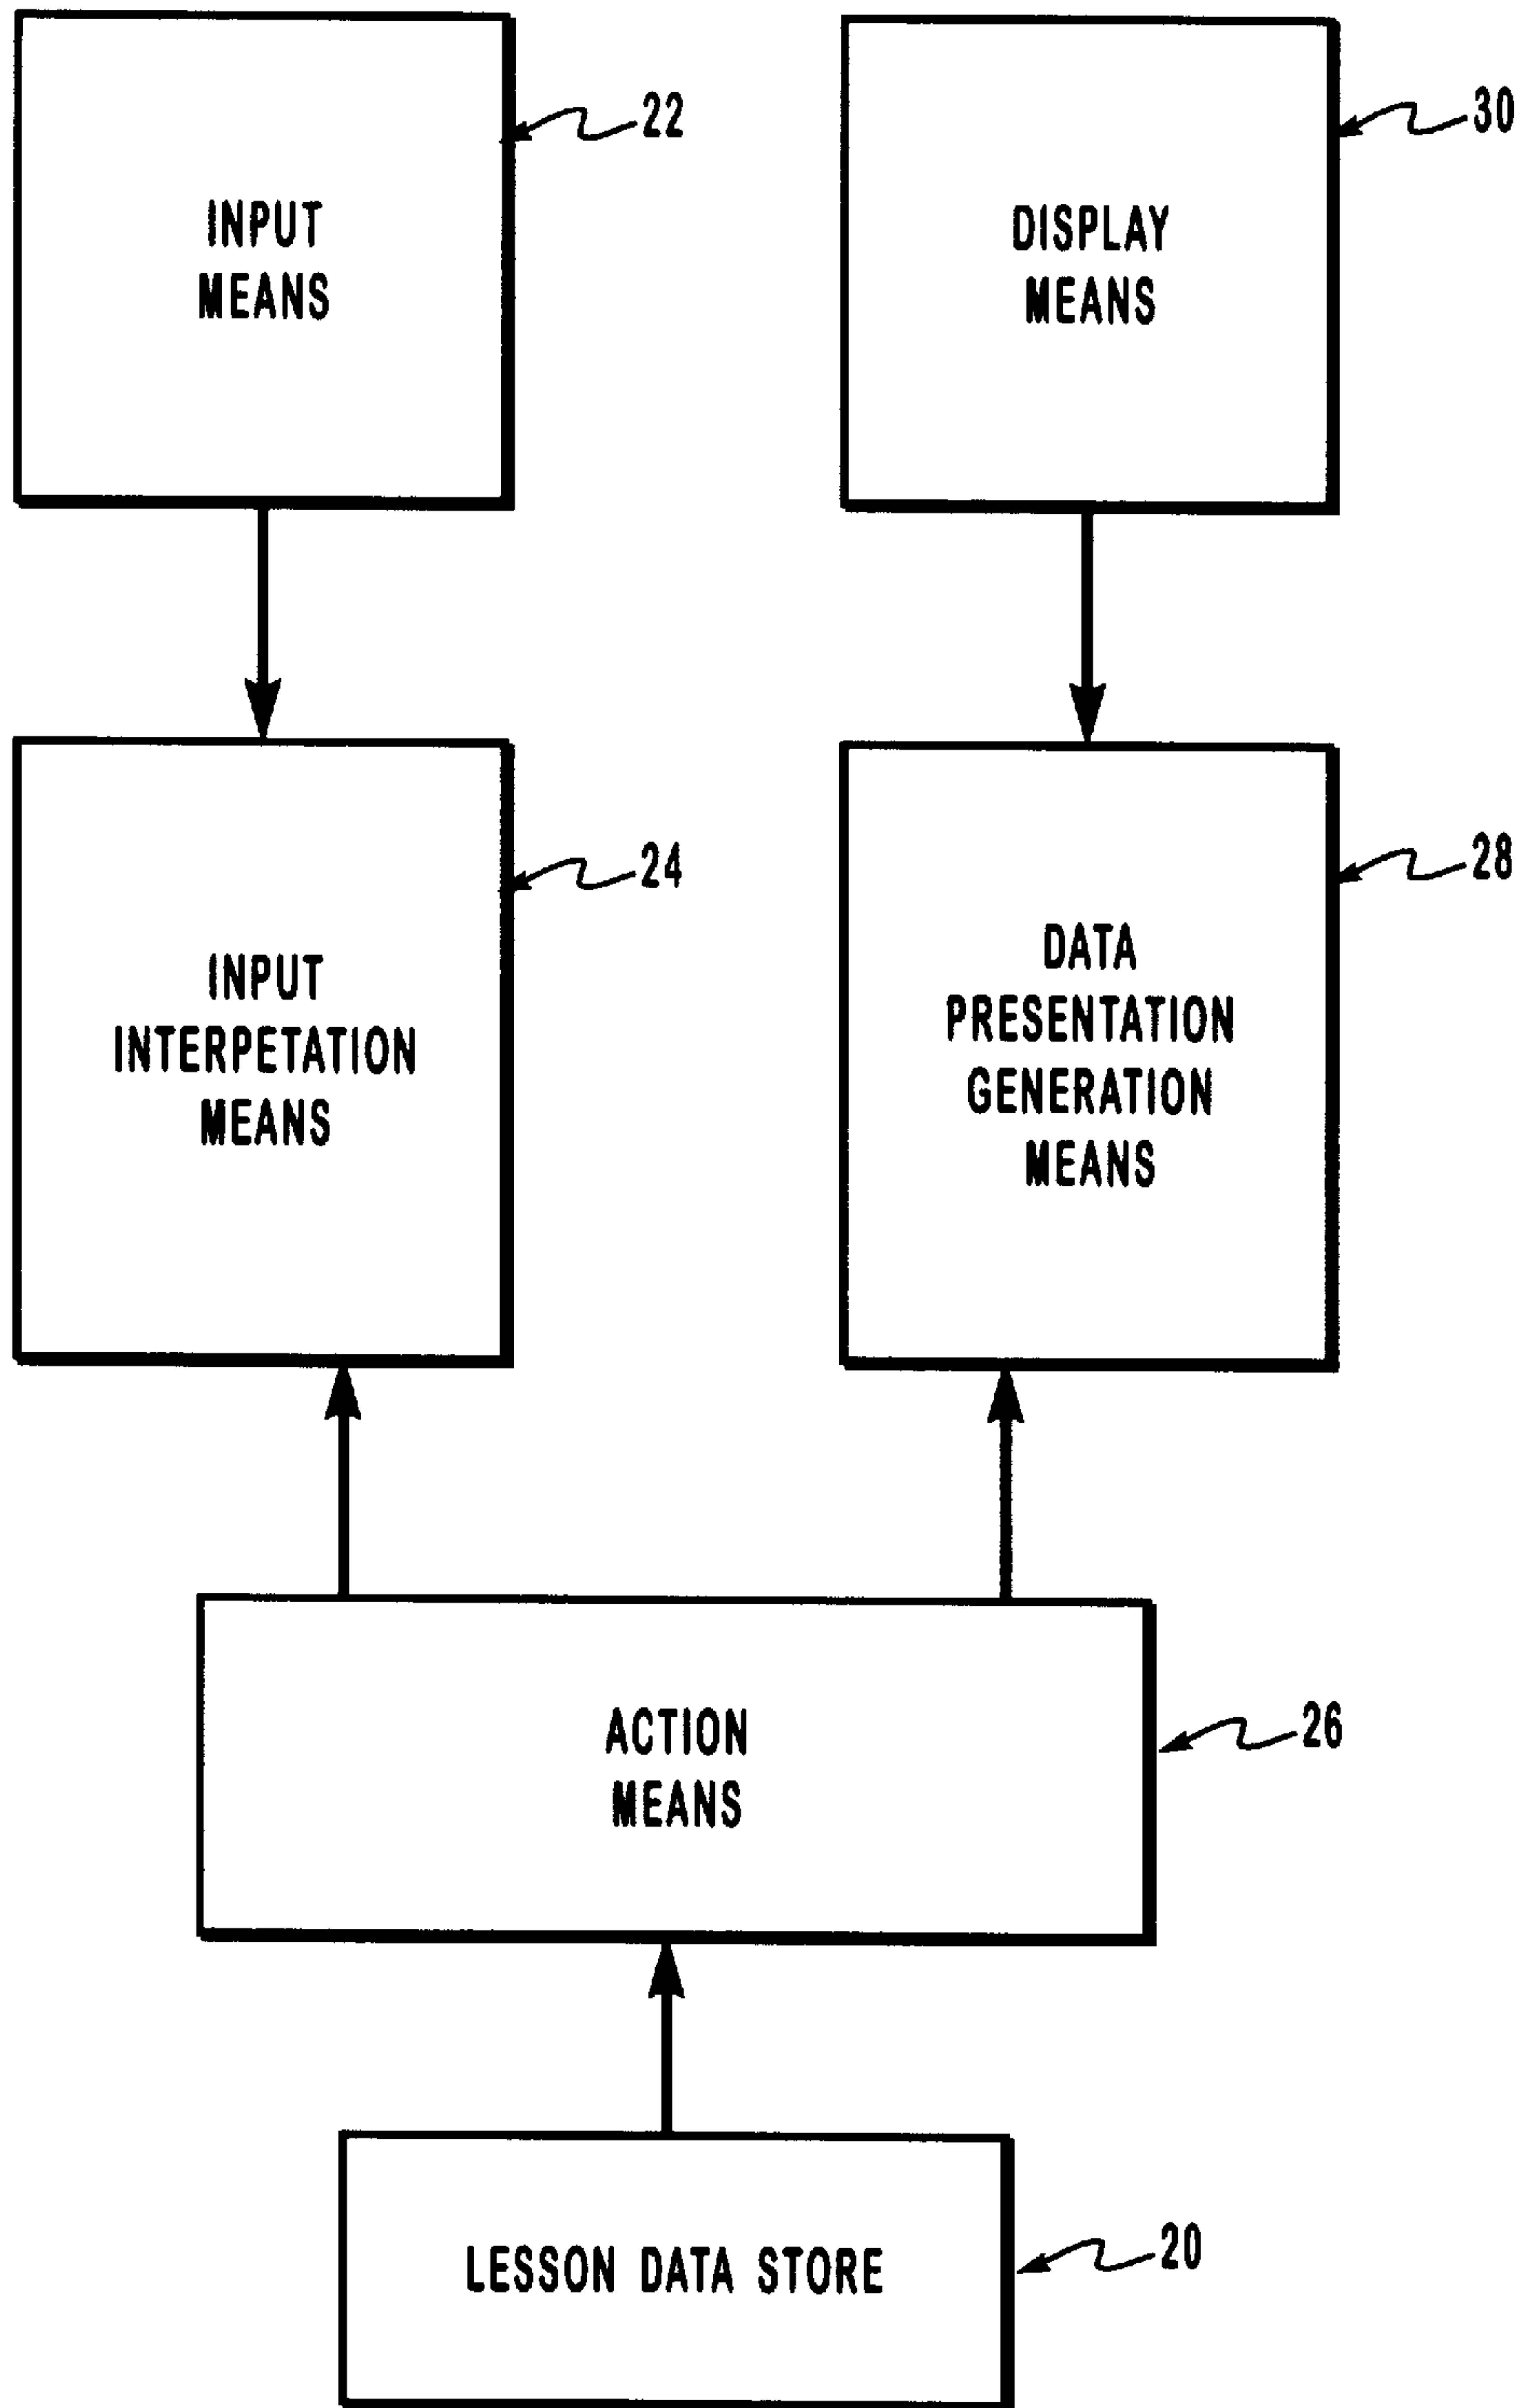 INPUT
MEANS
22
DISPLAY
MEANS
30
INPUT
INTERPETATION
MEANS
24
DATA
PRESENTATION
GENERATION
MEANS
28
ACTION
MEANS
26
LESSON DATA STORE
20